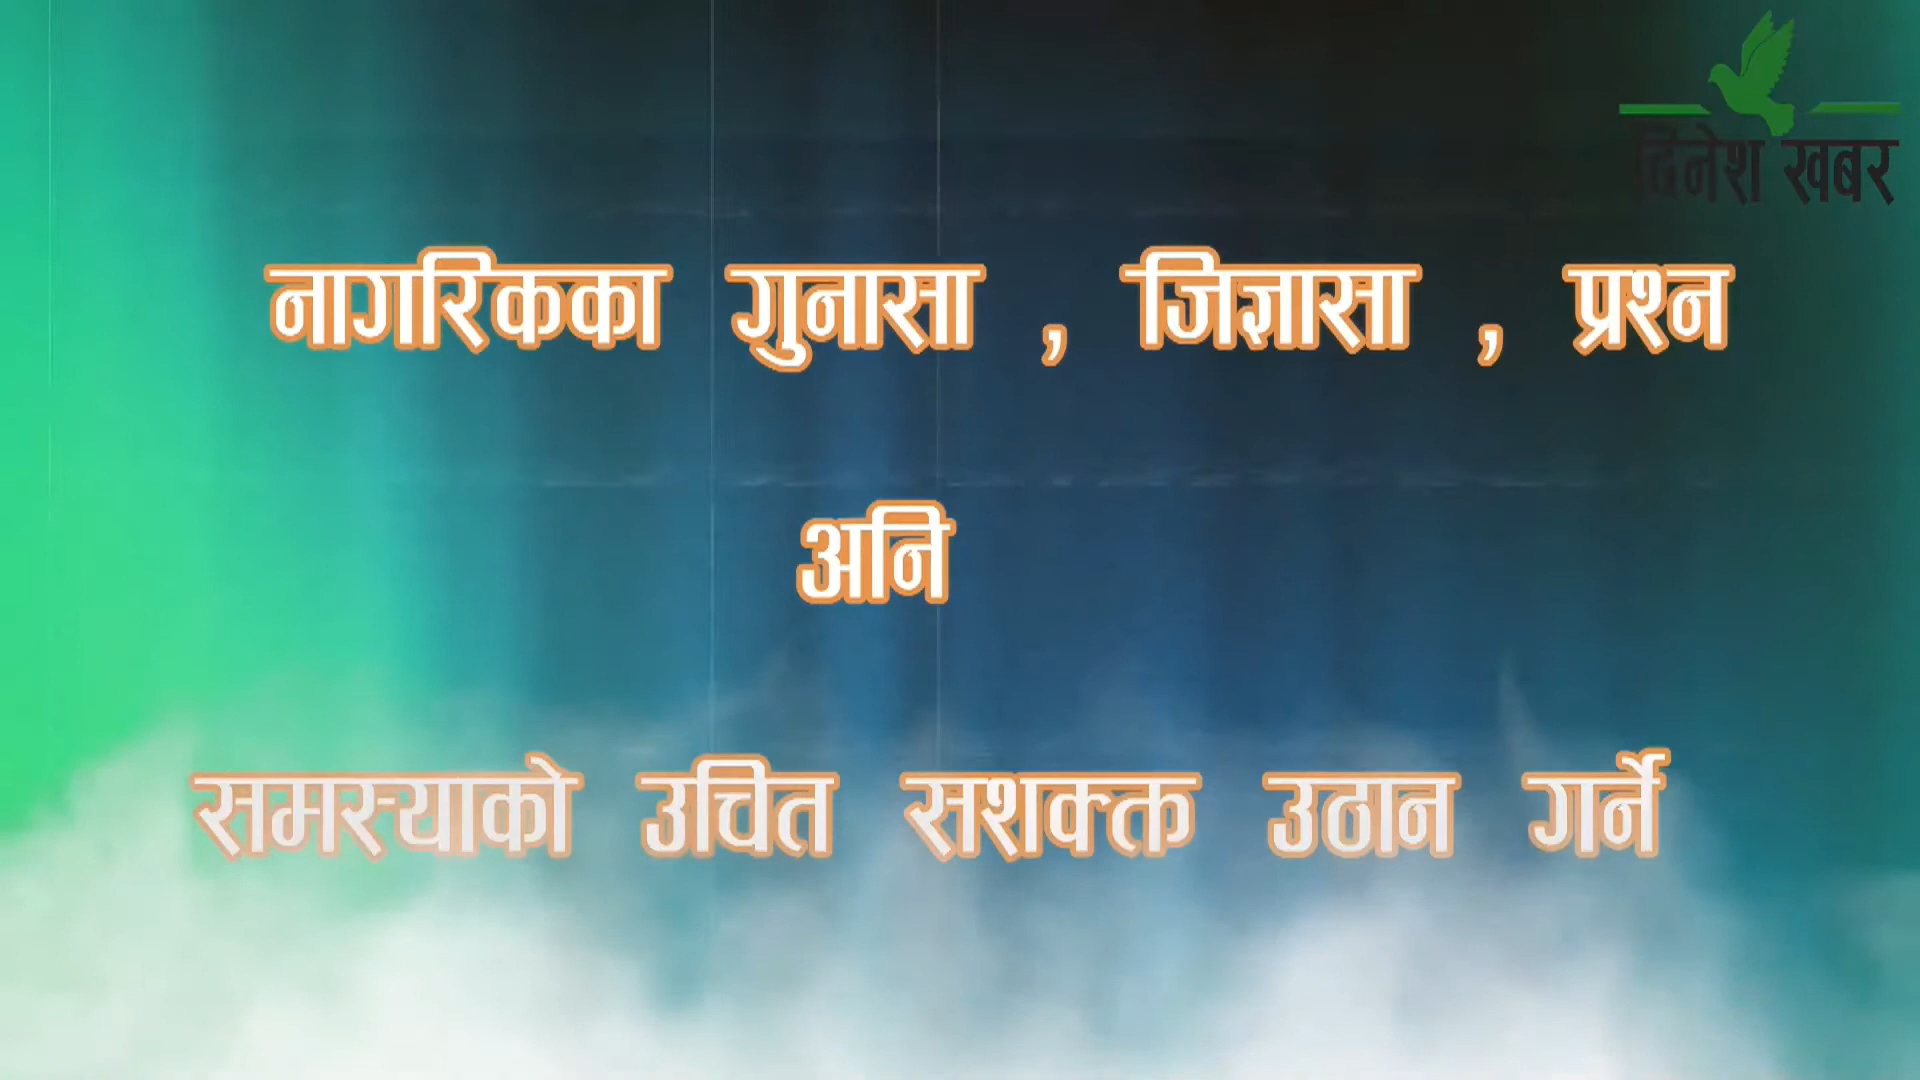 दिनेश खबर
नागरिकका गुनासा , जिज्ञासा , प्रश्न
अनि
समस्याको उचित सशक्त उठान गर्ने